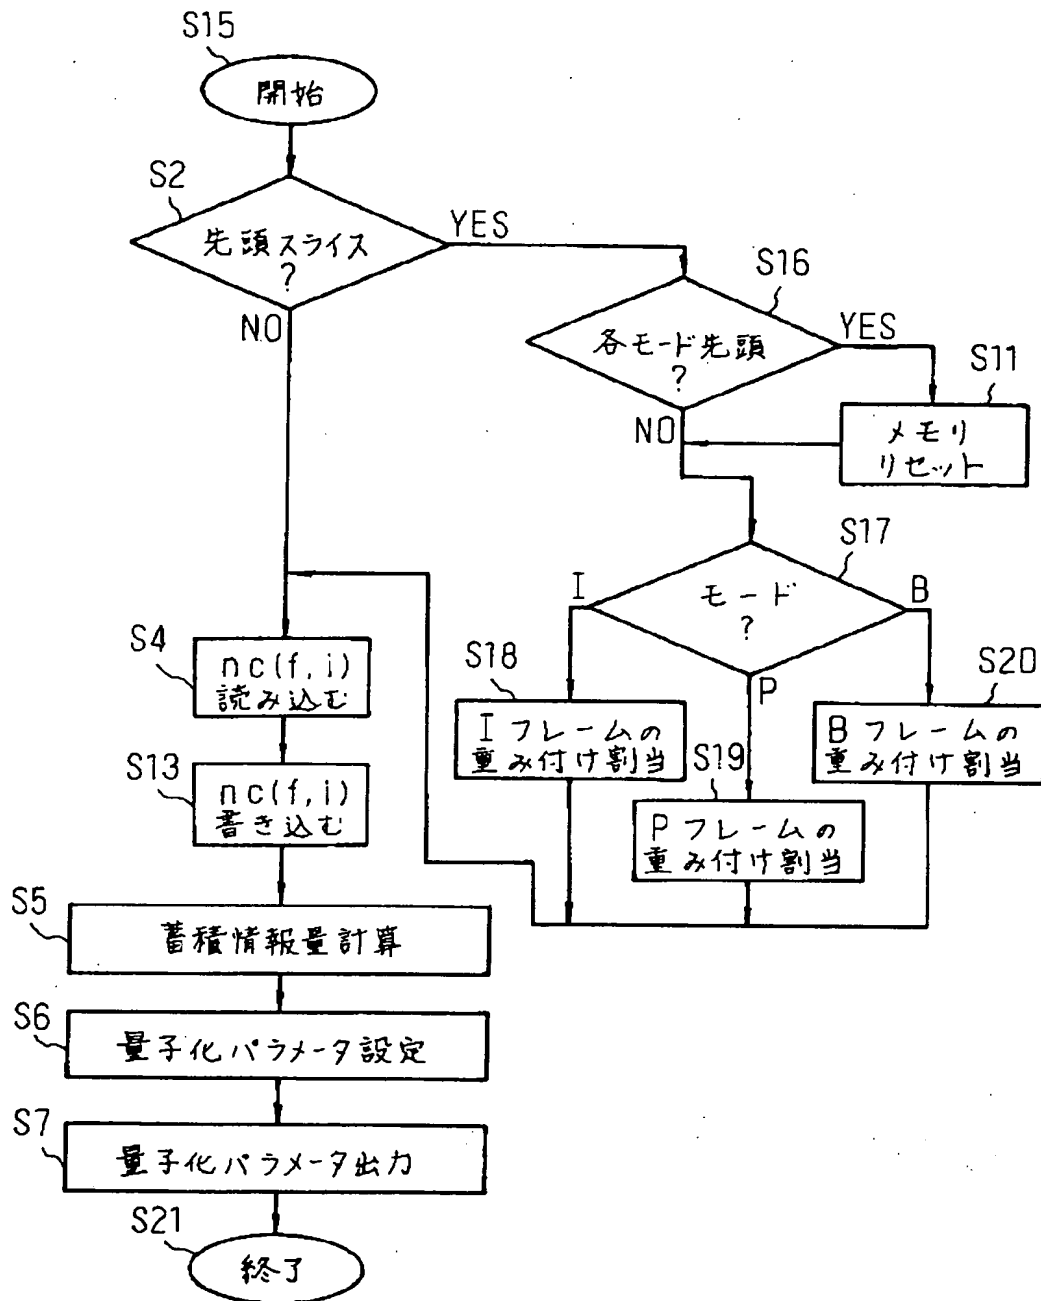 S15
開始
S2
先頭スライス
?
YES
NO
S16
各モード先頭
?
YES
NO
S11
メモリ
リセット
S17
モード
?
I
B
P
S18
I フレームの
重み付け割当
S19
P フレームの
重み付け割当
S20
B フレームの
重み付け割当
S4
nc(f,i)
読み込む
S13
nc(f,i)
書き込む
S5
蓄積情報量計算
S6
量子化パラメータ設定
S7
量子化パラメータ出力
S21
終了